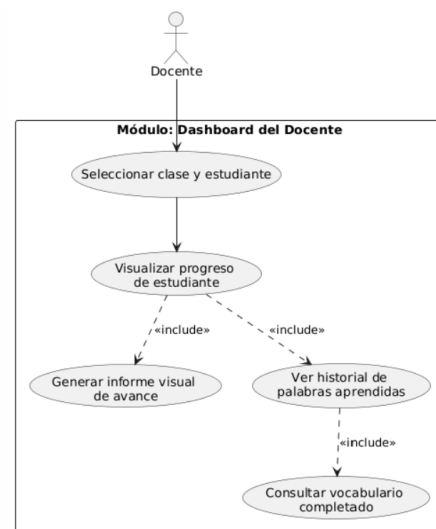 Docente
Módulo: Dashboard del Docente
Seleccionar clase y estudiante
Visualizar progreso
de estudiante
«include»
«include»
Generar informe visual
de avance
Ver historial de
palabras aprendidas
«include»
Consultar vocabulario
completado